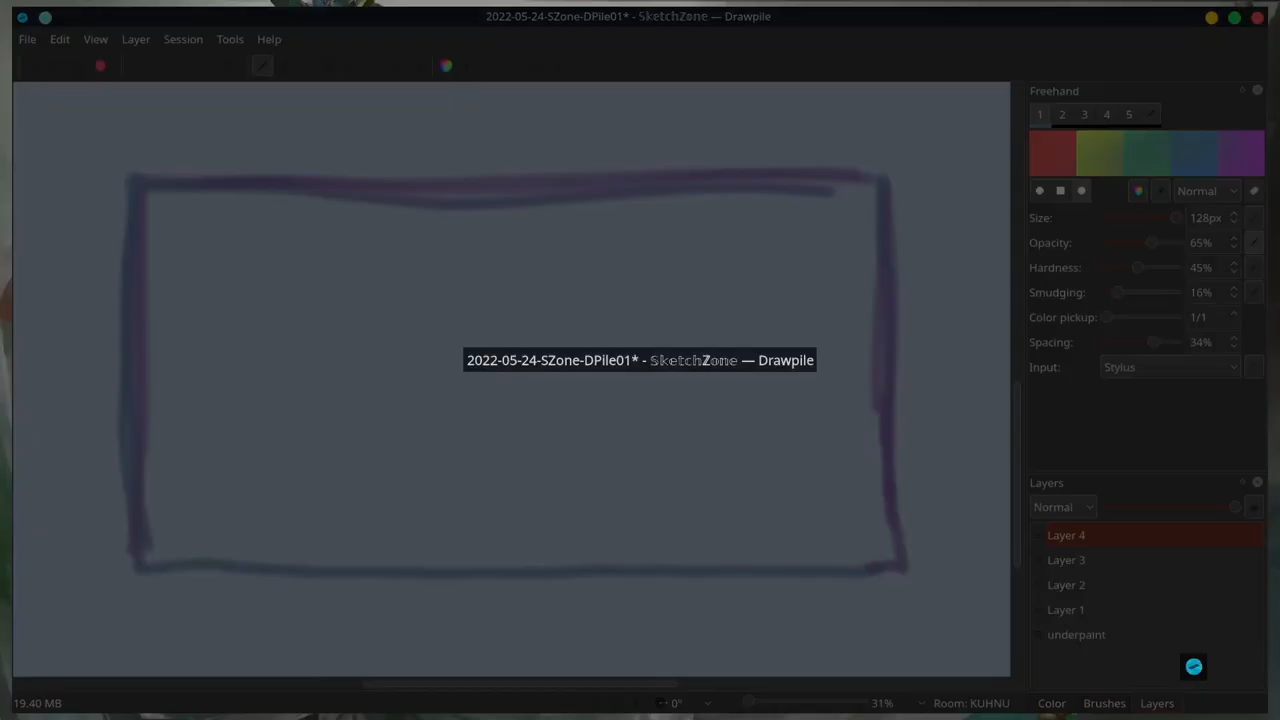 2022-05-24-SZone-DPile01* - 𝕊𝕜𝕖𝕥𝕔𝕙ℤ𝕠𝕟𝕖 — Drawpile
File Edit View Layer Session Tools Help
Freehand
1 2 3 4 5
Normal
Size: 128px
Opacity: 65%
Hardness: 45%
Smudging: 16%
Color pickup: 1/1
Spacing: 34%
Input: Stylus
2022-05-24-SZone-DPile01* - 𝕊𝕜𝕖𝕥𝕔𝕙ℤ𝕠𝕟𝕖 — Drawpile
Layers
Normal
Layer 4
Layer 3
Layer 2
Layer 1
underpaint
19.40 MB 0° 31% Room: KUHNU Color Brushes Layers